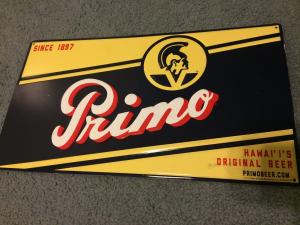 SINCE 1897
Primo
HAWAI'I'S
ORIGINAL BEER
PRIMOBEER.COM